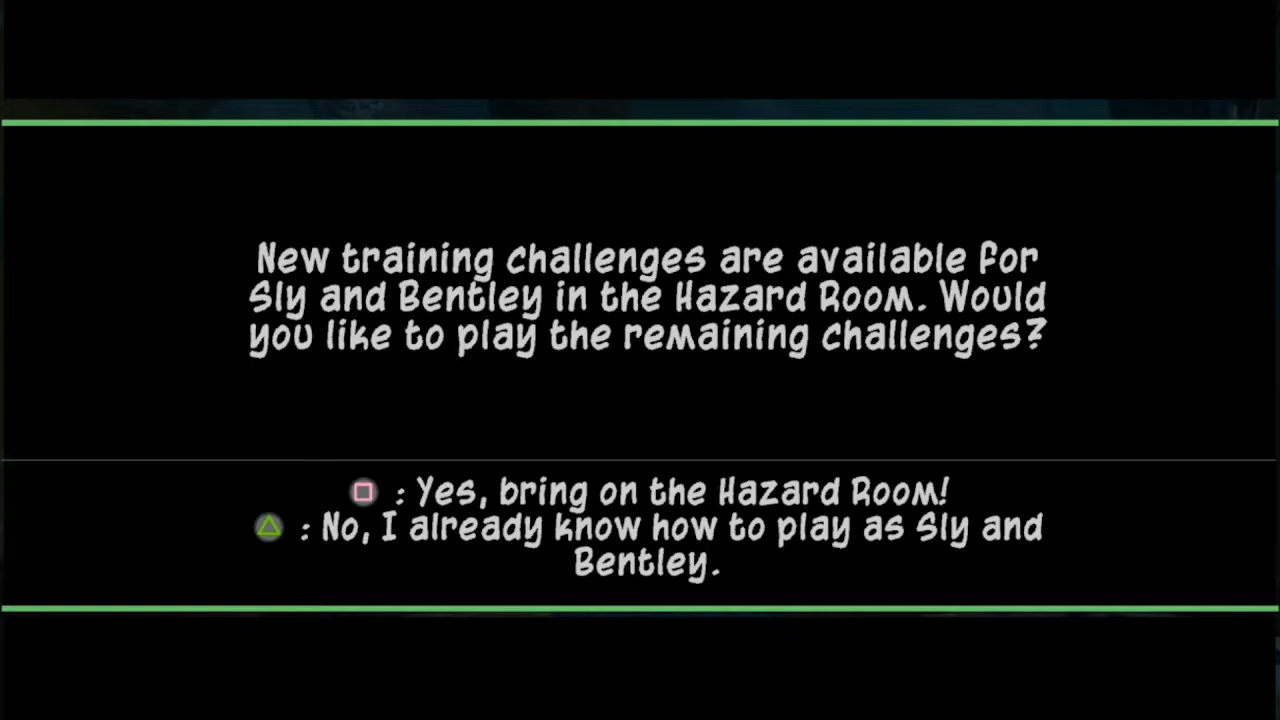 New training challenges are available for
Sly and Bentley in the Hazard Room. Would
you like to play the remaining challenges?
: Yes, bring on the Hazard Room!
: No, I already know how to play as Sly and
Bentley.